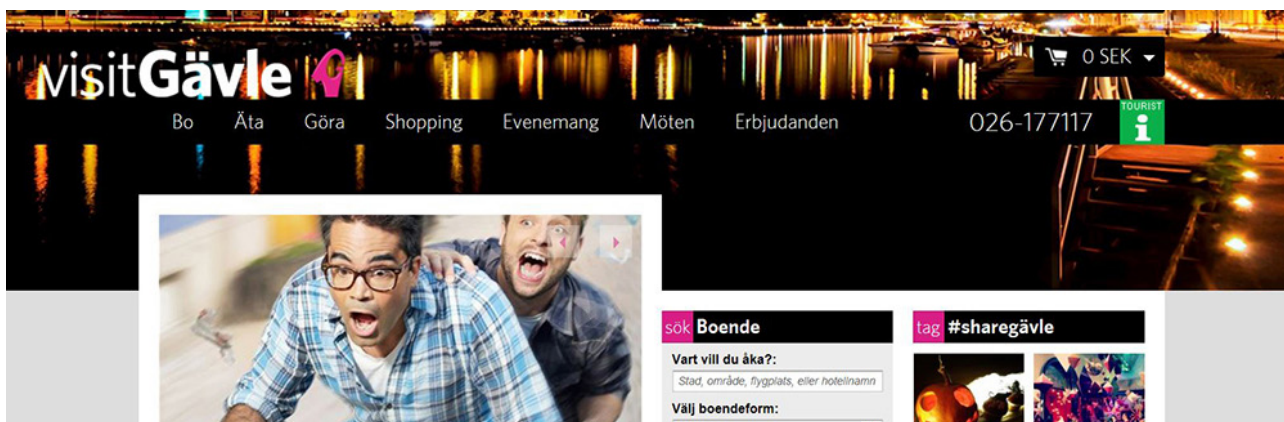 visitGävle
0 SEK
Bo Äta Göra Shopping Evenemang Möten Erbjudanden 026-177117
TOURIST
i
sök Boende
tag #sharegävle
Vart vill du åka?:
Stad, område, flygplats, eller hotellnamn
Välj boendeform: